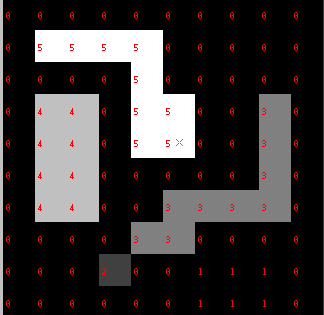 0 0 0 0 0 0 0 0 0 0
0 5 5 5 5 0 0 0 0 0
0 0 0 0 5 0 0 0 0 0
0 4 4 0 5 5 0 0 3 0
0 4 4 0 5 5 0 0 3 0
0 4 4 0 0 0 0 0 3 0
0 4 4 0 0 3 3 3 3 0
0 0 0 0 3 3 0 0 0 0
0 0 0 2 0 0 1 1 1 0
0 0 0 0 0 0 1 1 1 0